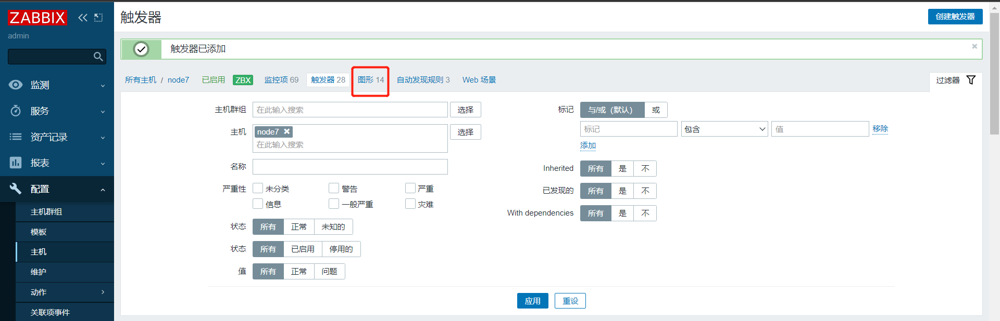 ZABBIX
admin
监测
服务
资产记录
报表
配置
主机群组
模板
主机
维护
动作
关联项事件
触发器
创建触发器
触发器已添加
所有主机 / node7 已启用 ZBX 监控项 69 触发器 28 图形 14 自动发现规则 3 Web 场景
过滤器
主机群组 在此输入搜索 选择
主机 node7 选择
在此输入搜索
名称
严重性 未分类 警告 严重
信息 一般严重 灾难
状态 所有 正常 未知的
状态 所有 已启用 停用的
值 所有 正常 问题
标记 与/或（默认） 或
标记 包含 值 移除
添加
Inherited 所有 是 不
已发现的 所有 是 不
With dependencies 所有 是 不
应用 重设